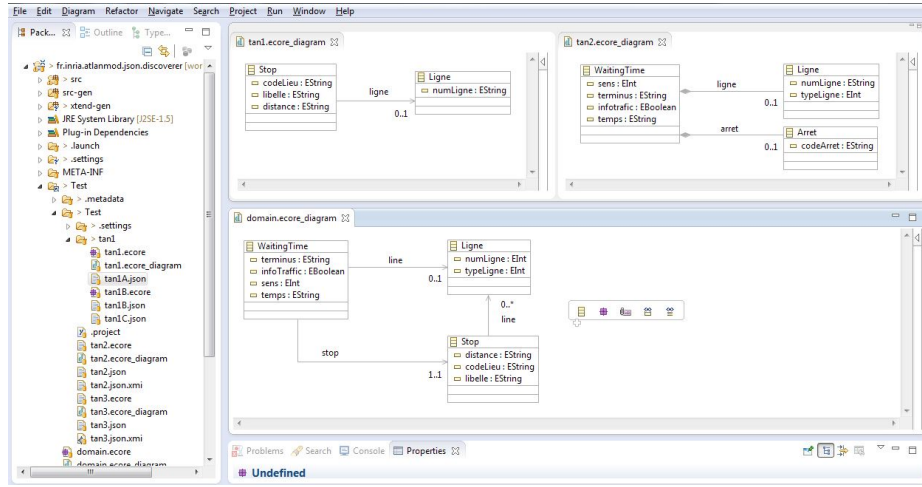 File Edit Diagram Refactor Navigate Search Project Run Window Help
Pack... Outline Type...
> fr.inria.atlanmod.json.discoverer [wor
> src
src-gen
> xtend-gen
JRE System Library [J2SE-1.5]
Plug-in Dependencies
> .launch
> .settings
META-INF
> Test
> .metadata
> Test
> .settings
> tan1
tan1.ecore
tan1.ecore_diagram
tan1A.json
tan1B.ecore
tan1B.json
tan1C.json
.project
tan2.ecore
tan2.ecore_diagram
tan2.json
tan2.json.xmi
tan3.ecore
tan3.ecore_diagram
tan3.json
tan3.json.xmi
domain.ecore
domain.ecore_diagram
tan1.ecore_diagram
Stop
codeLieu : EString
libelle : EString
distance : EString
ligne
0..1
Ligne
numLigne : EString
tan2.ecore_diagram
WaitingTime
sens : EInt
terminus : EString
infotrafic : EBoolean
temps : EString
ligne
0..1
Ligne
numLigne : EString
typeLigne : EInt
arret
0..1
Arret
codeArret : EString
domain.ecore_diagram
WaitingTime
terminus : EString
infoTraffic : EBoolean
sens : EInt
temps : EString
line
0..1
Ligne
numLigne : EInt
typeLigne : EInt
0..*
line
stop
1..1
Stop
distance : EString
codeLieu : EString
libelle : EString
Problems Search Console Properties
Undefined